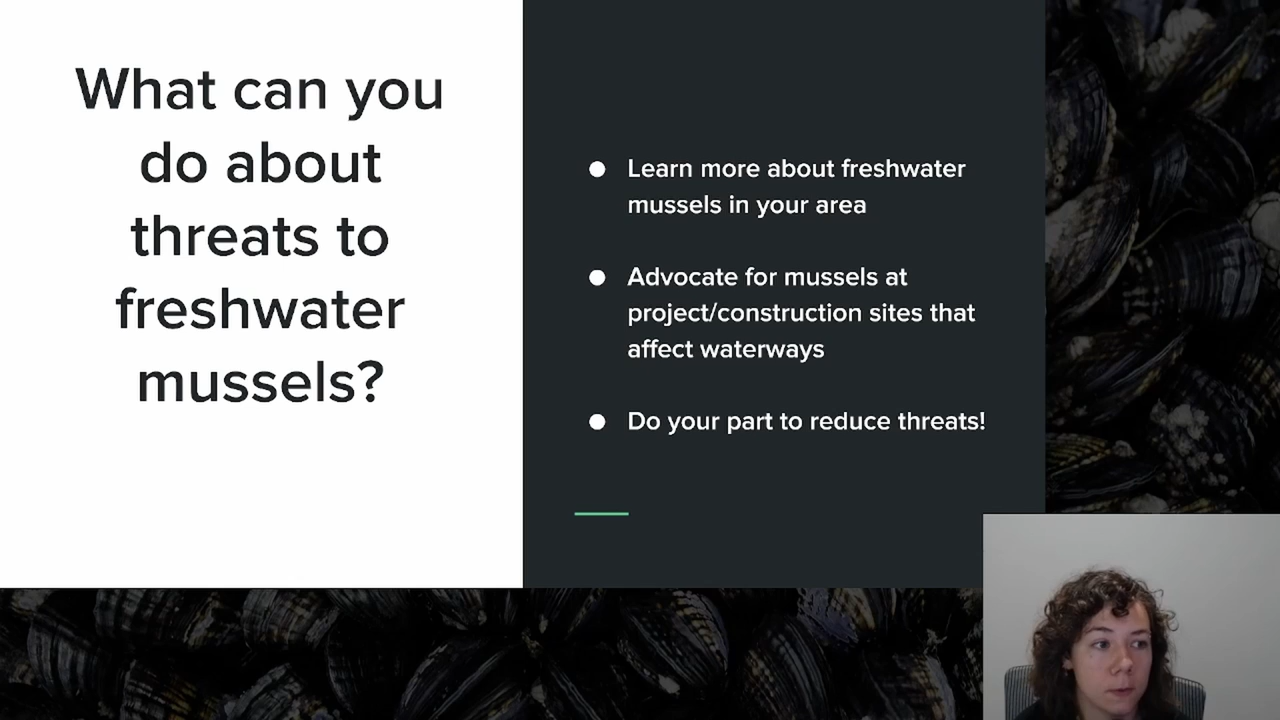 What can you
do about
threats to
freshwater
mussels?
● Learn more about freshwater
mussels in your area
● Advocate for mussels at
project/construction sites that
affect waterways
● Do your part to reduce threats!